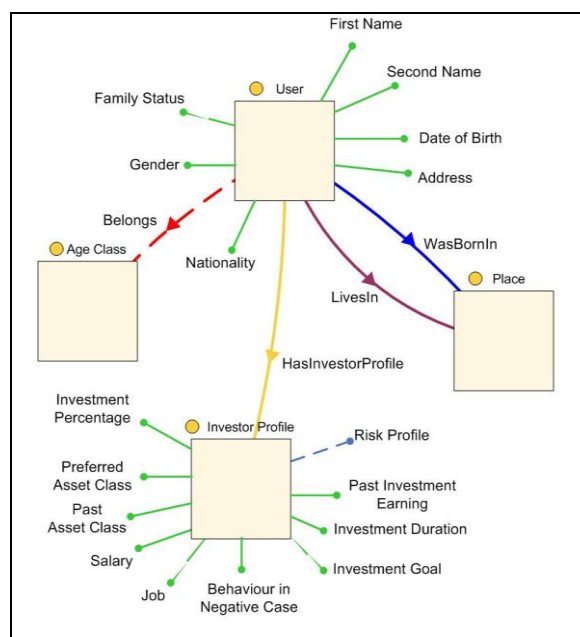 First Name
Second Name
User
Family Status
Date of Birth
Gender
Address
Belongs
Nationality
WasBornIn
Age Class
Place
LivesIn
HasInvestorProfile
Investment
Percentage
Investor Profile
Risk Profile
Preferred
Asset Class
Past Investment
Earning
Past
Asset Class
Investment Duration
Salary
Investment Goal
Job
Behaviour in
Negative Case